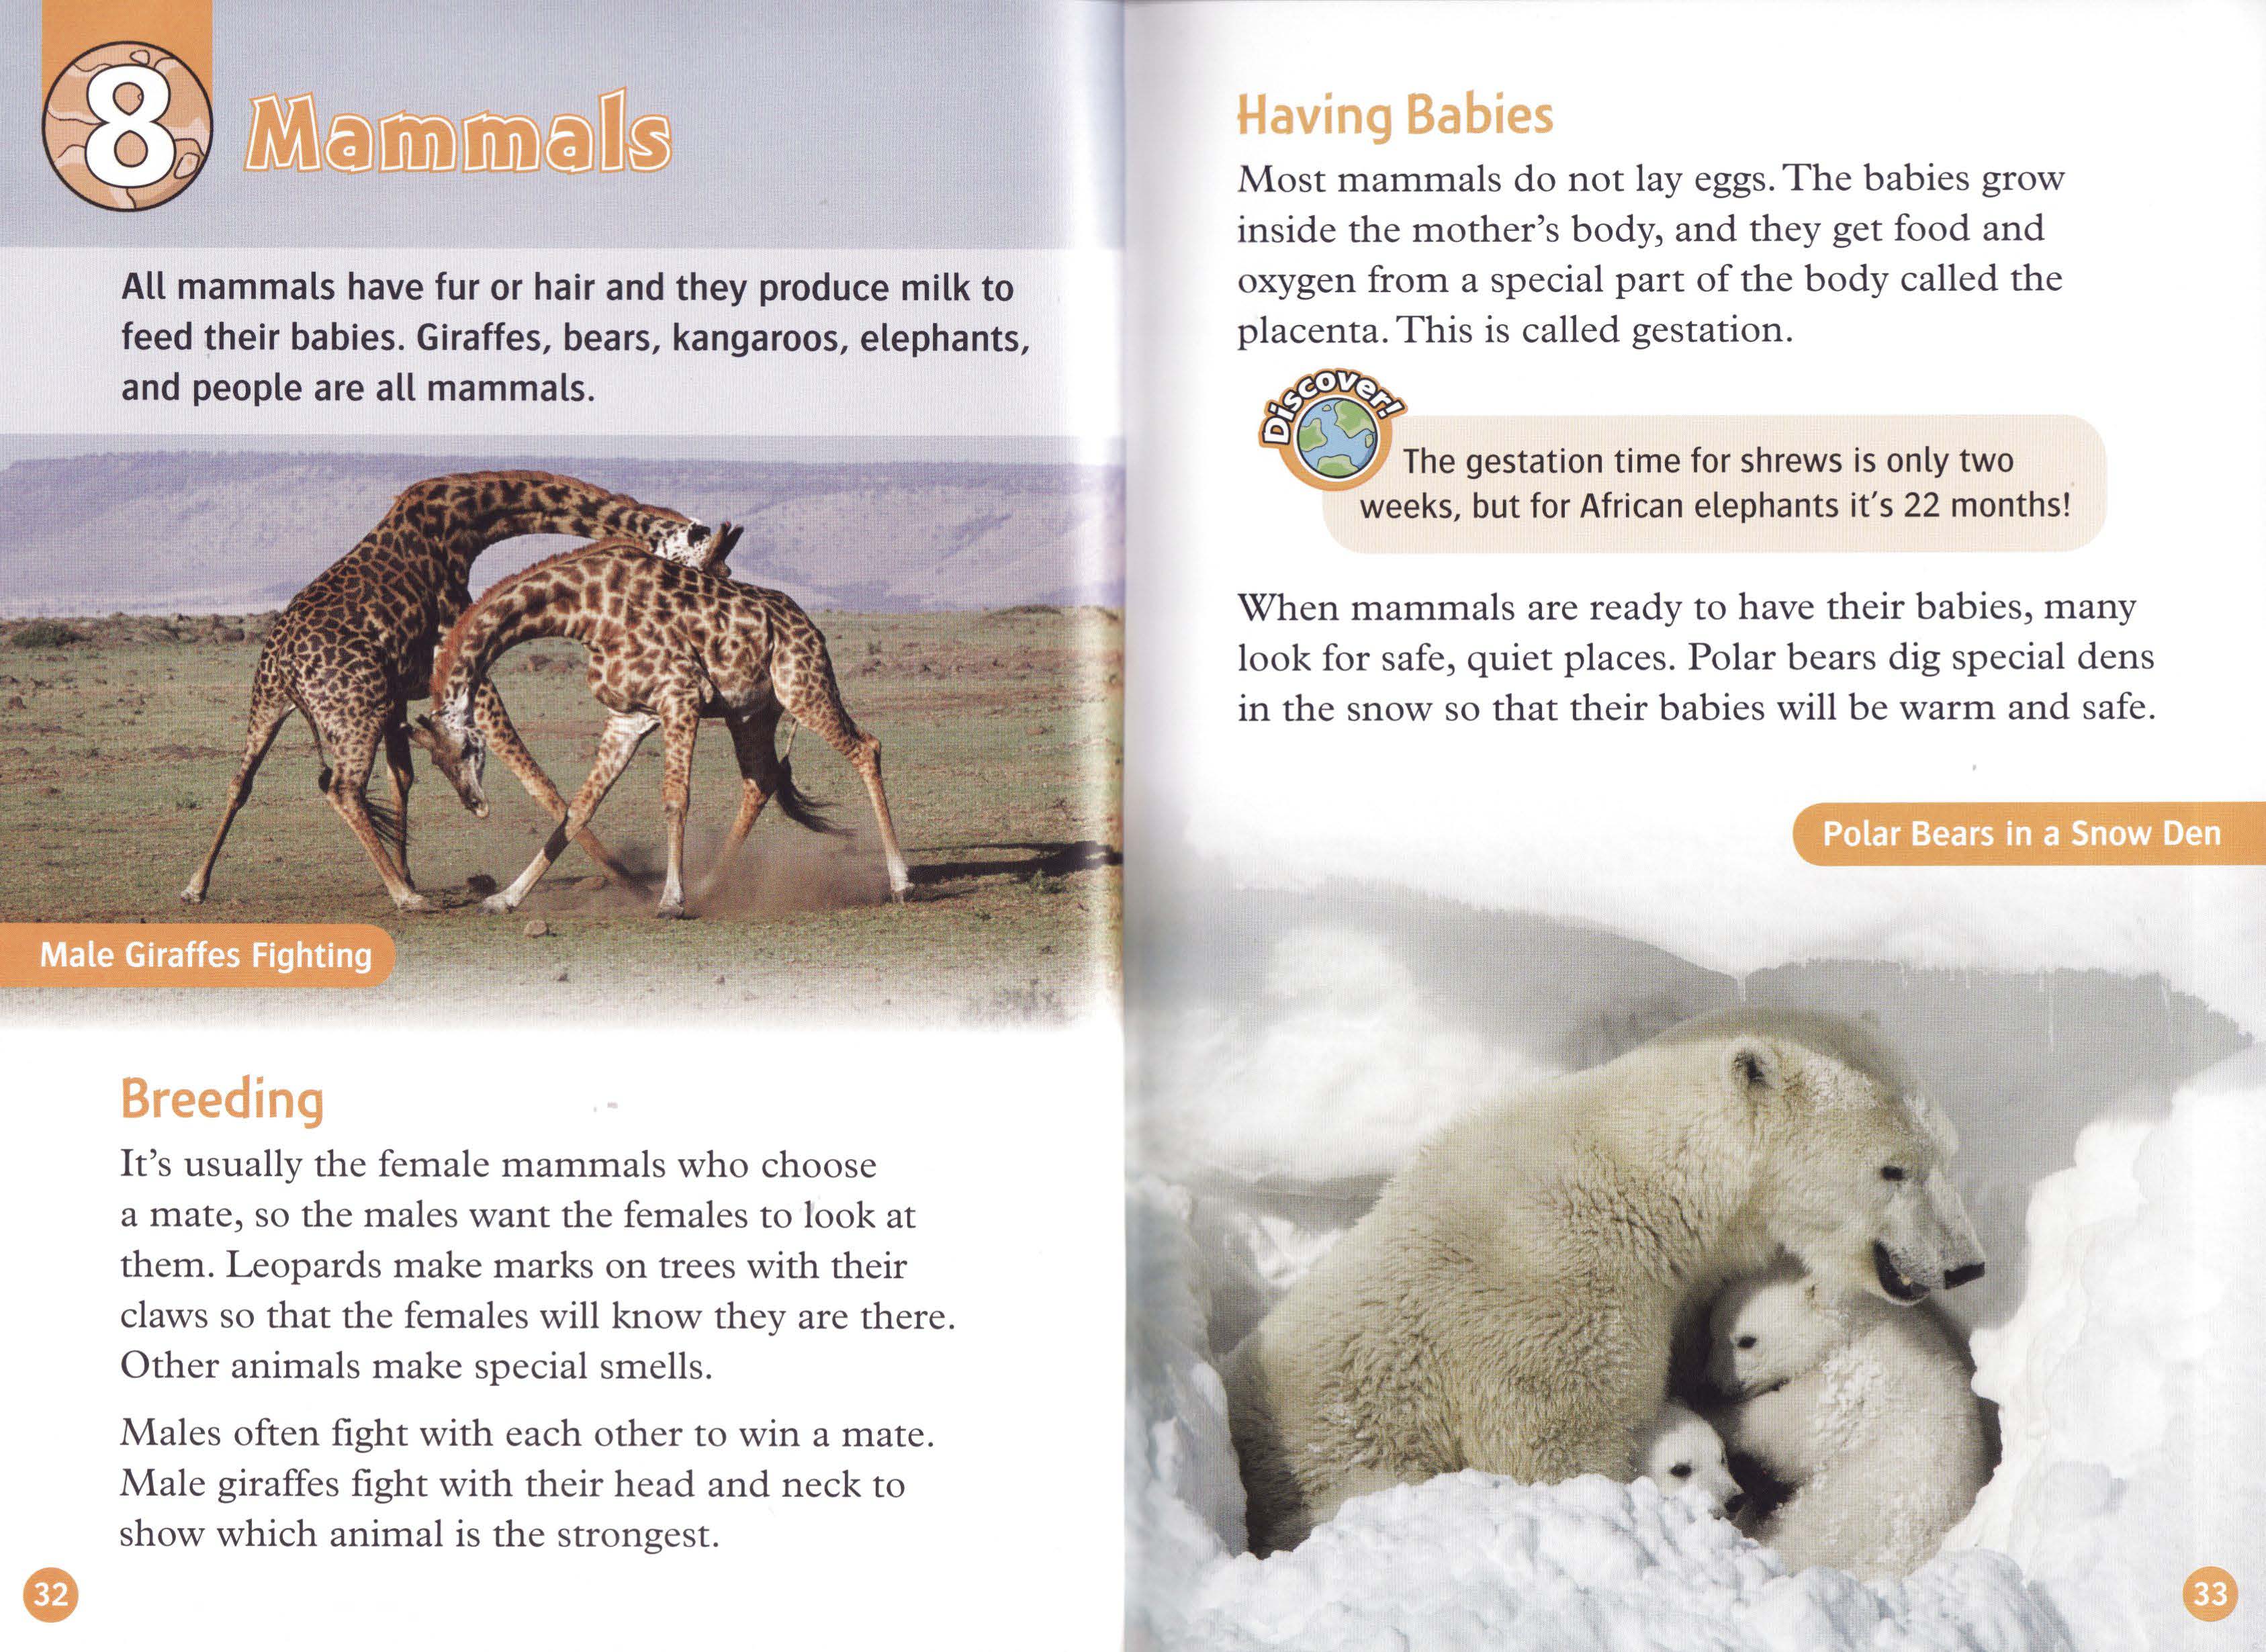 8
Mammals
All mammals have fur or hair and they produce milk to
feed their babies. Giraffes, bears, kangaroos, elephants,
and people are all mammals.
Male Giraffes Fighting
Breeding
It's usually the female mammals who choose
a mate, so the males want the females to look at
them. Leopards make marks on trees with their
claws so that the females will know they are there.
Other animals make special smells.
Males often fight with each other to win a mate.
Male giraffes fight with their head and neck to
show which animal is the strongest.
32
Having Babies
Most mammals do not lay eggs. The babies grow
inside the mother's body, and they get food and
oxygen from a special part of the body called the
placenta. This is called gestation.
Discover!
The gestation time for shrews is only two
weeks, but for African elephants it's 22 months!
When mammals are ready to have their babies, many
look for safe, quiet places. Polar bears dig special dens
in the snow so that their babies will be warm and safe.
Polar Bears in a Snow Den
33